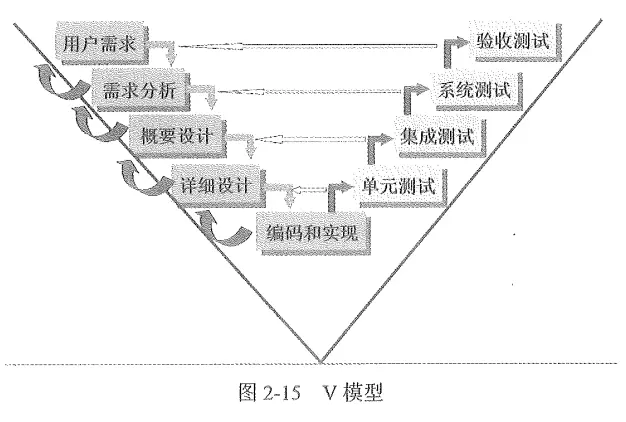 用户需求
验收测试
需求分析
系统测试
概要设计
集成测试
详细设计
单元测试
编码和实现
图 2-15 V 模型